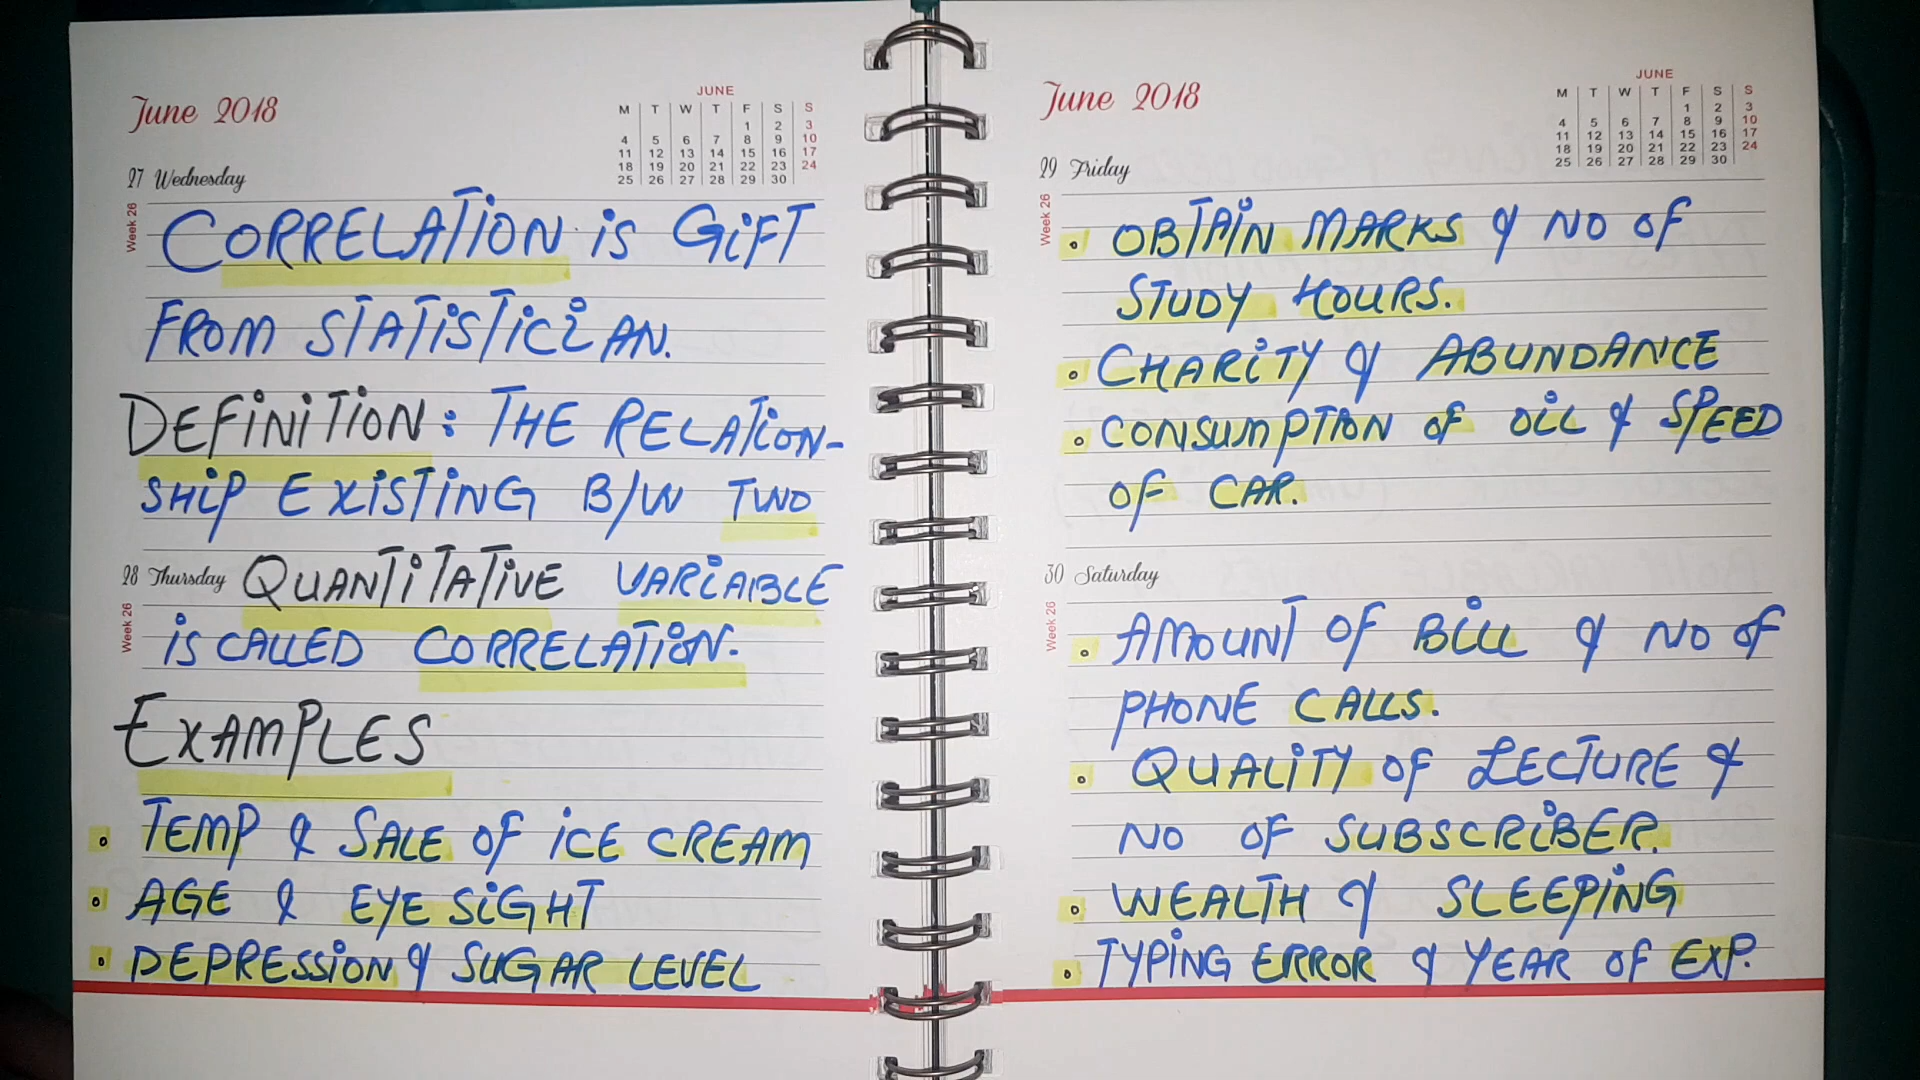 June 2018
JUNE
M T W T F S S
1 2 3
4 5 6 7 8 9 10
11 12 13 14 15 16 17
18 19 20 21 22 23 24
25 26 27 28 29 30
27 Wednesday
Week 26
CORRELATION is GiFT
FROM STATiSTiCiAN.
DEFiNiTiON: THE RELATiON-
SHiP EXiSTiNG B/W TWO
28 Thursday QUANTiTATiVE VARiABLE
Week 26
iS CALLED CORRELATiON.
EXAMPLES
• TEMP & SALE OF iCE CREAM
• AGE & EYE SiGHT
• DEPRESSiON & SUGAR LEVEL
June 2018
JUNE
M T W T F S S
1 2 3
4 5 6 7 8 9 10
11 12 13 14 15 16 17
18 19 20 21 22 23 24
25 26 27 28 29 30
29 Friday
Week 26
• OBTAiN MARKS & NO OF
STUDY HOURS.
• CHARiTY & ABUNDANCE
• CONSUMPTiON OF OiL & SPEED
OF CAR.
30 Saturday
Week 26
• AMOUNT OF BiLL & NO OF
PHONE CALLS.
• QUALiTY OF LECTURE &
NO OF SUBSCRiBER.
• WEALTH & SLEEPiNG
• TYPiNG ERROR & YEAR OF EXP.